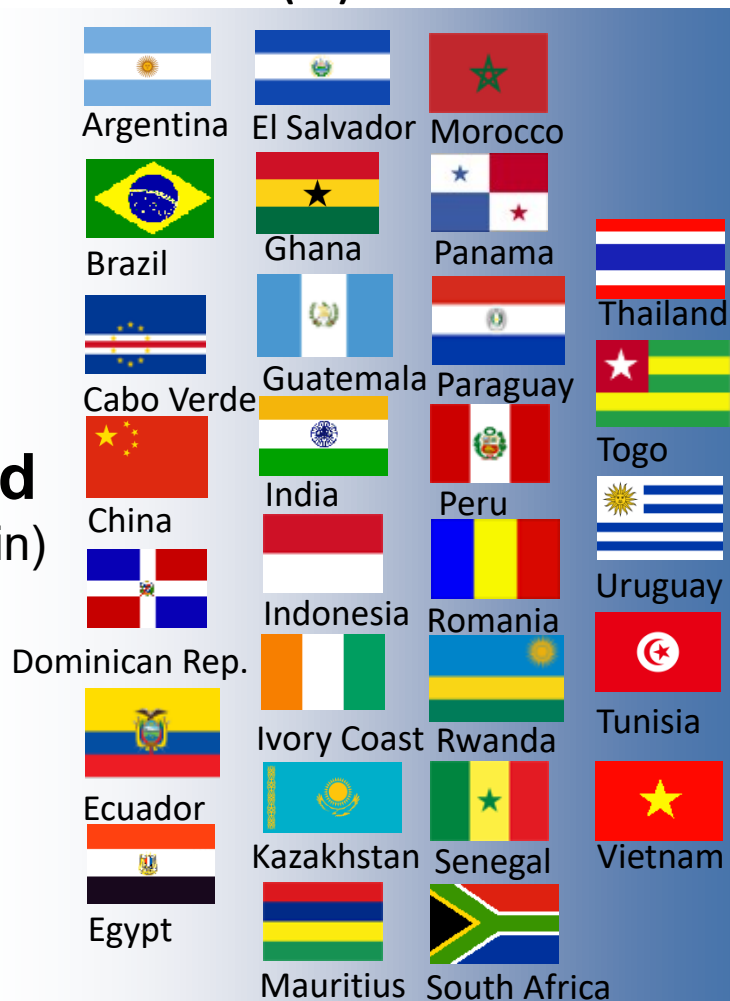 Argentina
Brazil
Cabo Verde
China
Dominican Rep.
Ecuador
Egypt
El Salvador
Ghana
Guatemala
India
Indonesia
Ivory Coast
Kazakhstan
Mauritius
Morocco
Panama
Paraguay
Peru
Romania
Rwanda
Senegal
South Africa
Thailand
Togo
Uruguay
Tunisia
Vietnam
d
in)